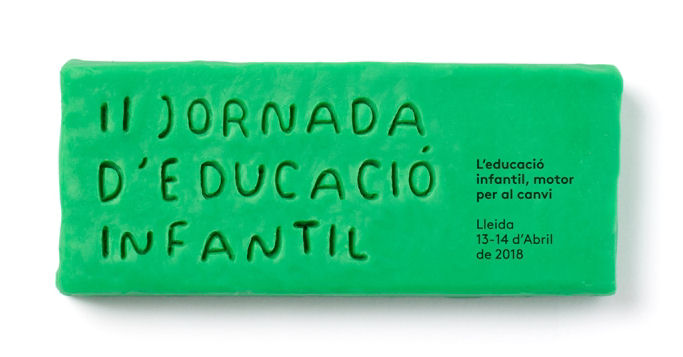 II JORNADA
D'EDUCACIÓ
INFANTIL
L'educació
infantil, motor
per al canvi
Lleida
13-14 d'Abril
de 2018